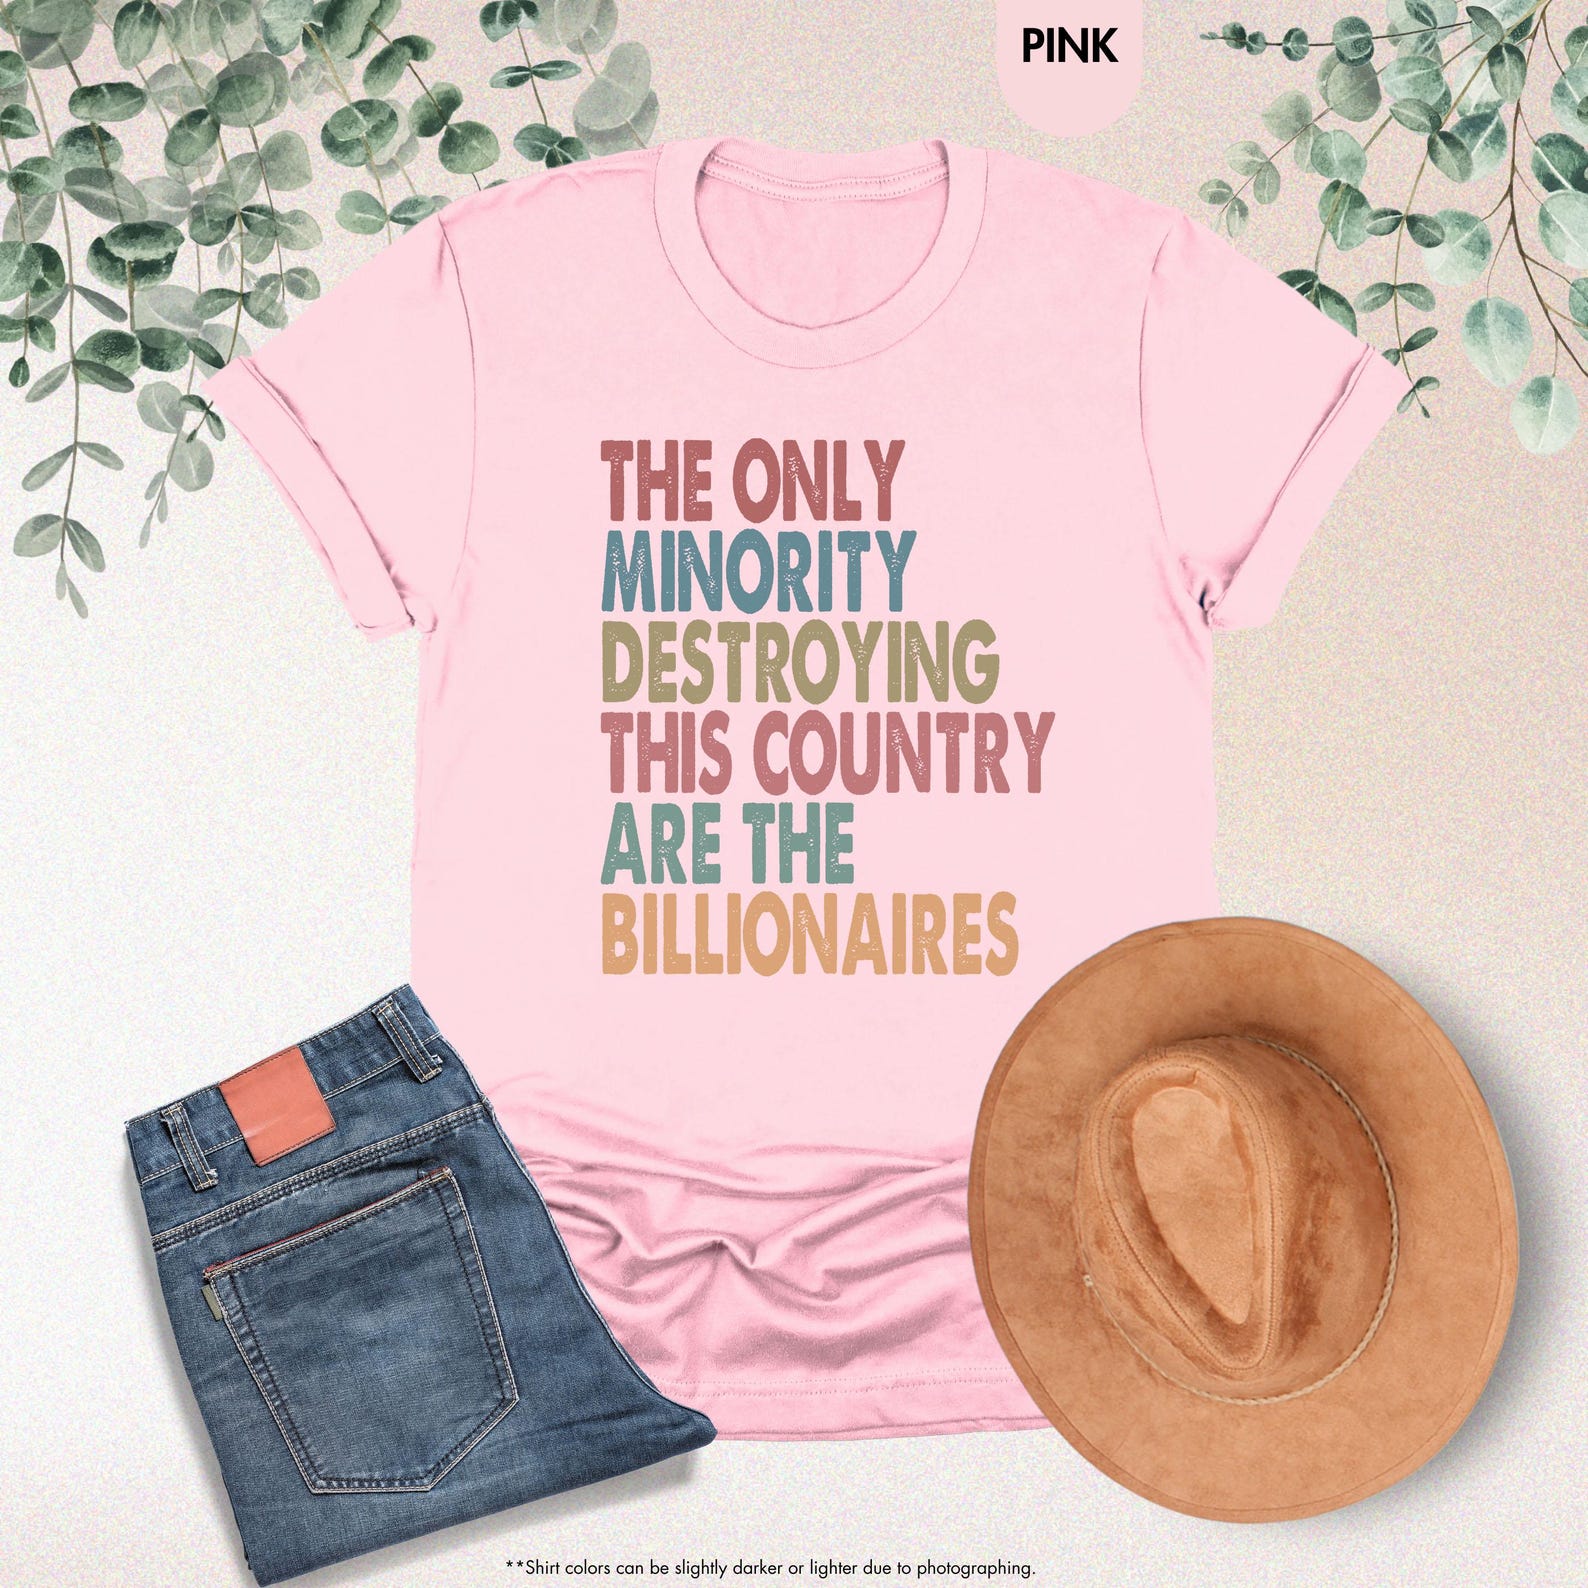 PINK
THE ONLY
MINORITY
DESTROYING
THIS COUNTRY
ARE THE
BILLIONAIRES
**Shirt colors can be slightly darker or lighter due to photographing.